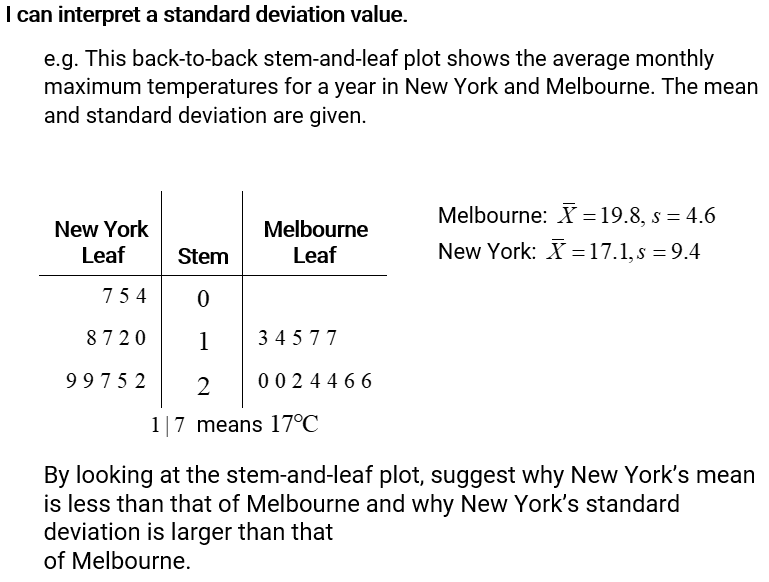 I can interpret a standard deviation value.
e.g. This back-to-back stem-and-leaf plot shows the average monthly
maximum temperatures for a year in New York and Melbourne. The mean
and standard deviation are given.
Melbourne: X̅ = 19.8, s = 4.6
New York: X̅ = 17.1, s = 9.4
New York Melbourne
Leaf Stem Leaf
7 5 4 0
8 7 2 0 1 3 4 5 7 7
9 9 7 5 2 2 0 0 2 4 4 6 6
1 | 7 means 17°C
By looking at the stem-and-leaf plot, suggest why New York’s mean
is less than that of Melbourne and why New York’s standard
deviation is larger than that
of Melbourne.